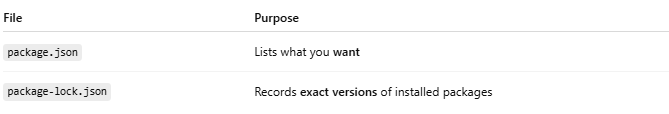 File Purpose
package.json Lists what you want
package-lock.json Records exact versions of installed packages